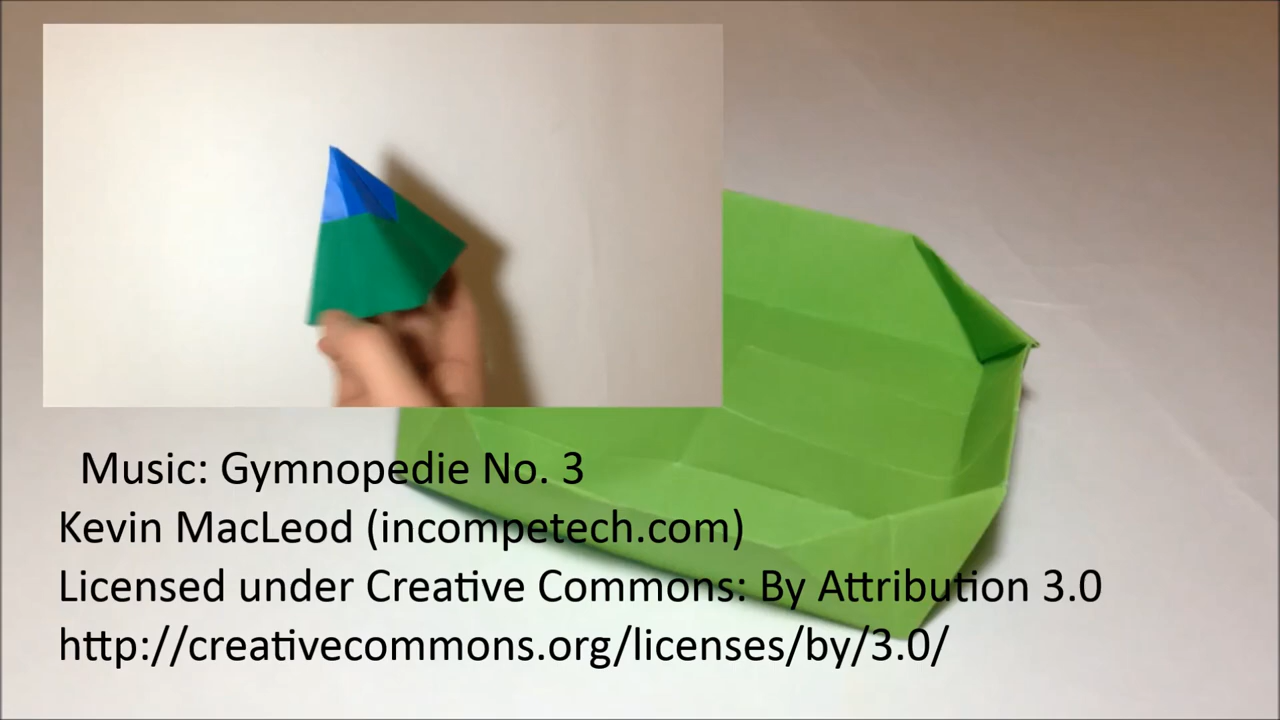 Music: Gymnopedie No. 3
Kevin MacLeod (incompetech.com)
Licensed under Creative Commons: By Attribution 3.0
http://creativecommons.org/licenses/by/3.0/